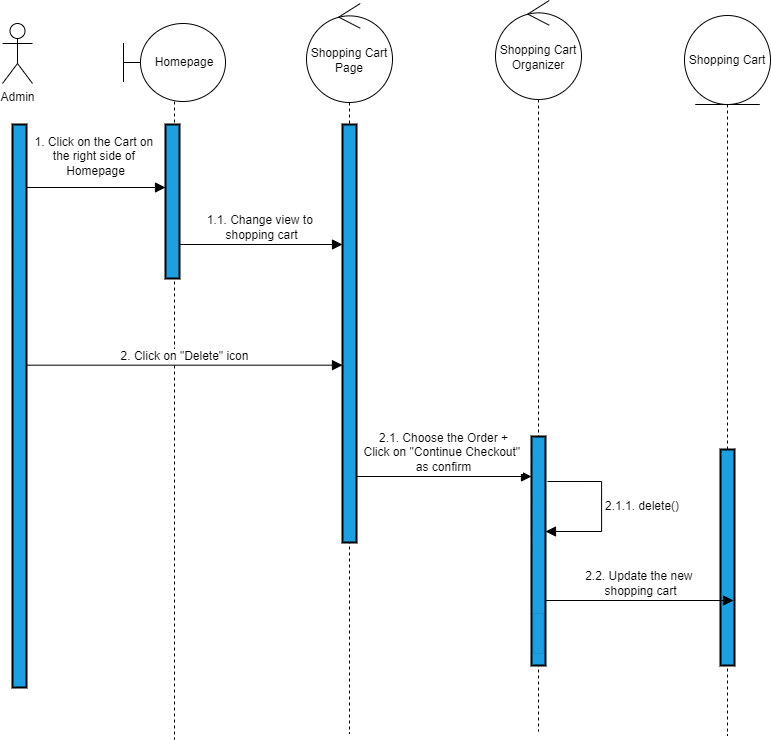 Admin
Homepage
Shopping Cart
Page
Shopping Cart
Organizer
Shopping Cart
1. Click on the Cart on
the right side of
Homepage
1.1. Change view to
shopping cart
2. Click on "Delete" icon
2.1. Choose the Order +
Click on "Continue Checkout"
as confirm
2.1.1. delete()
2.2. Update the new
shopping cart